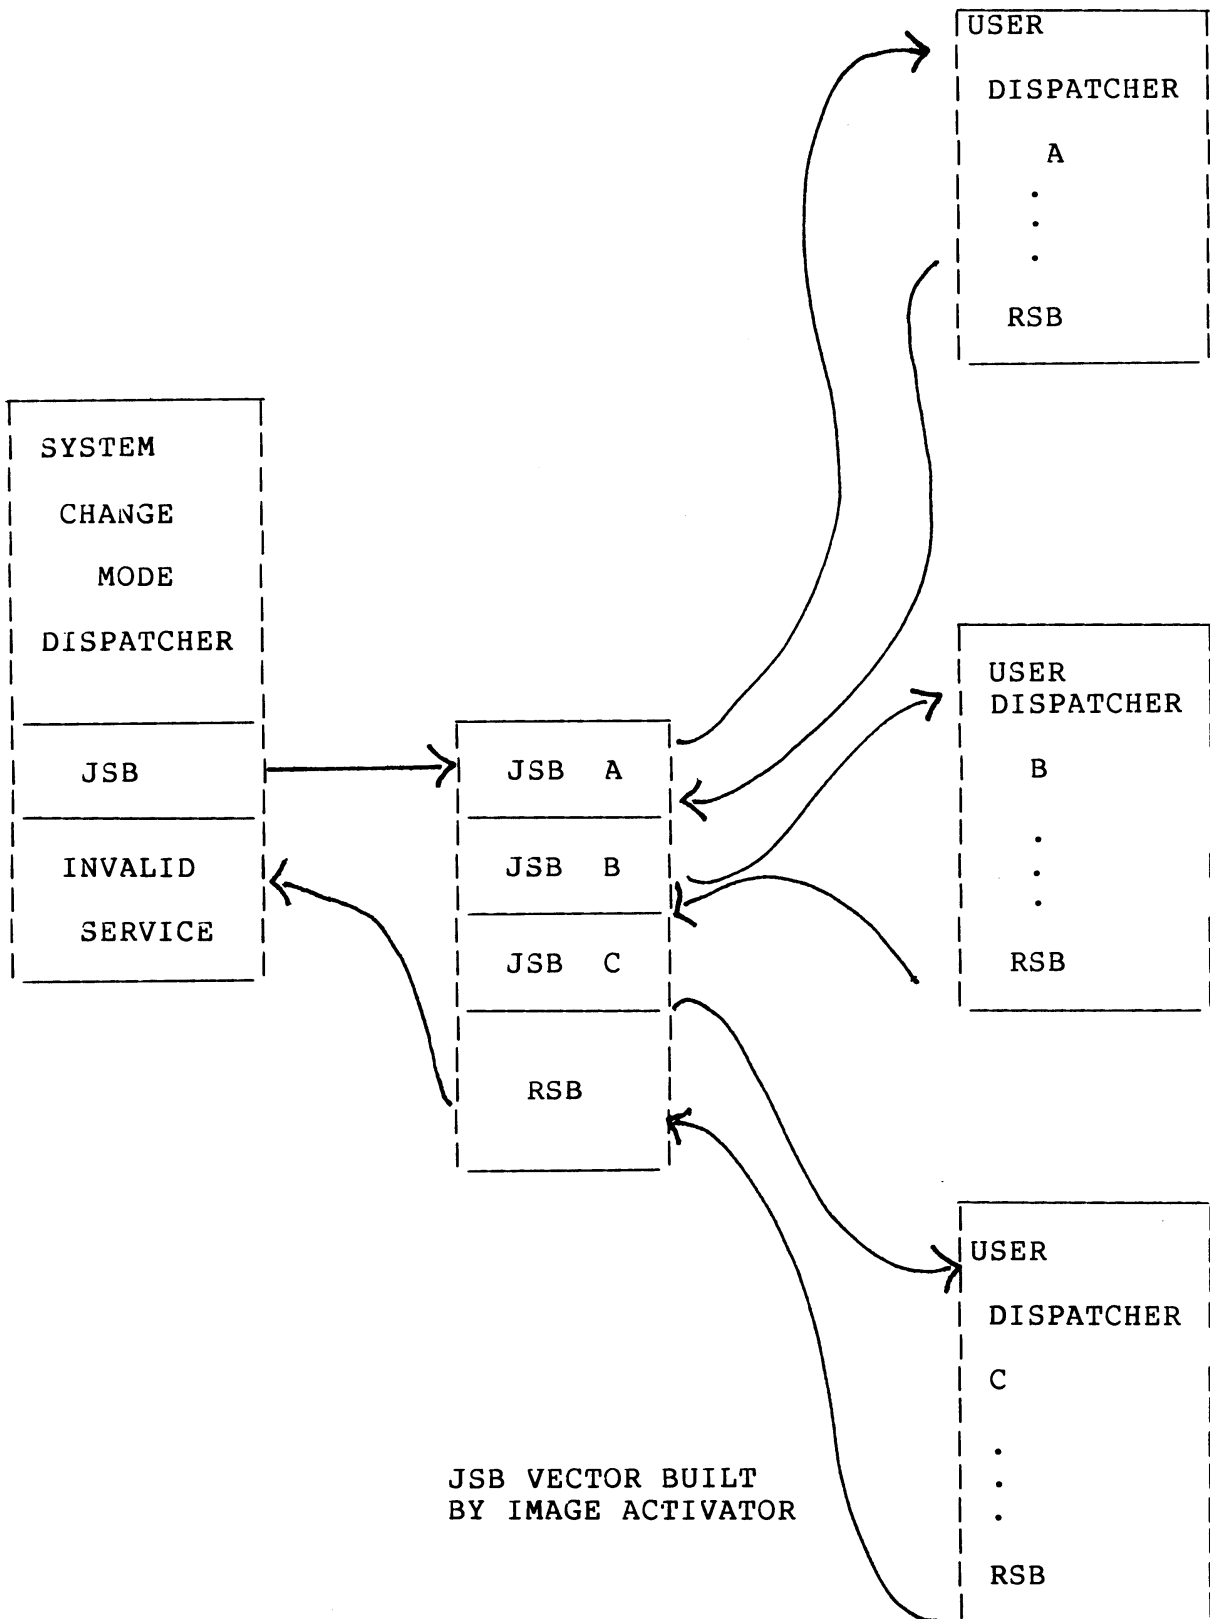 USER
DISPATCHER
A
.
.
.
RSB
SYSTEM
CHANGE
MODE
DISPATCHER
JSB
INVALID
SERVICE
JSB A
JSB B
JSB C
RSB
USER
DISPATCHER
B
.
.
.
RSB
USER
DISPATCHER
C
.
.
.
RSB
JSB VECTOR BUILT
BY IMAGE ACTIVATOR